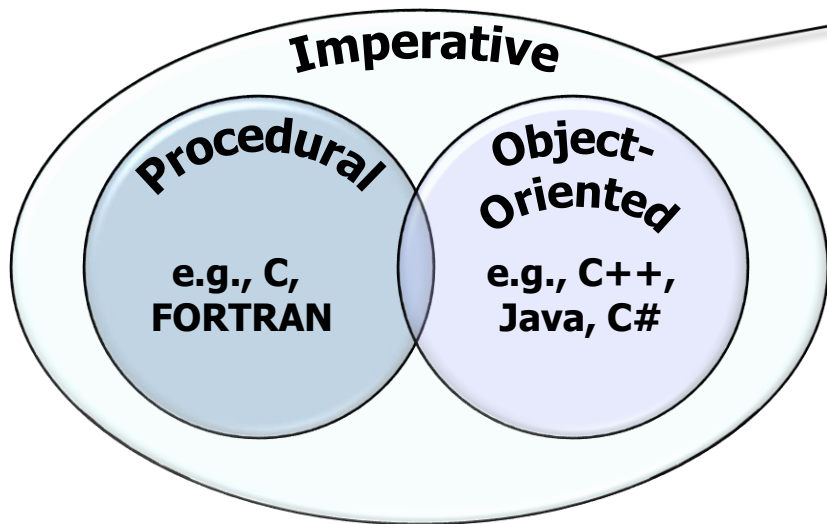 Imperative
Procedural
e.g., C,
FORTRAN
Object-
Oriented
e.g., C++,
Java, C#